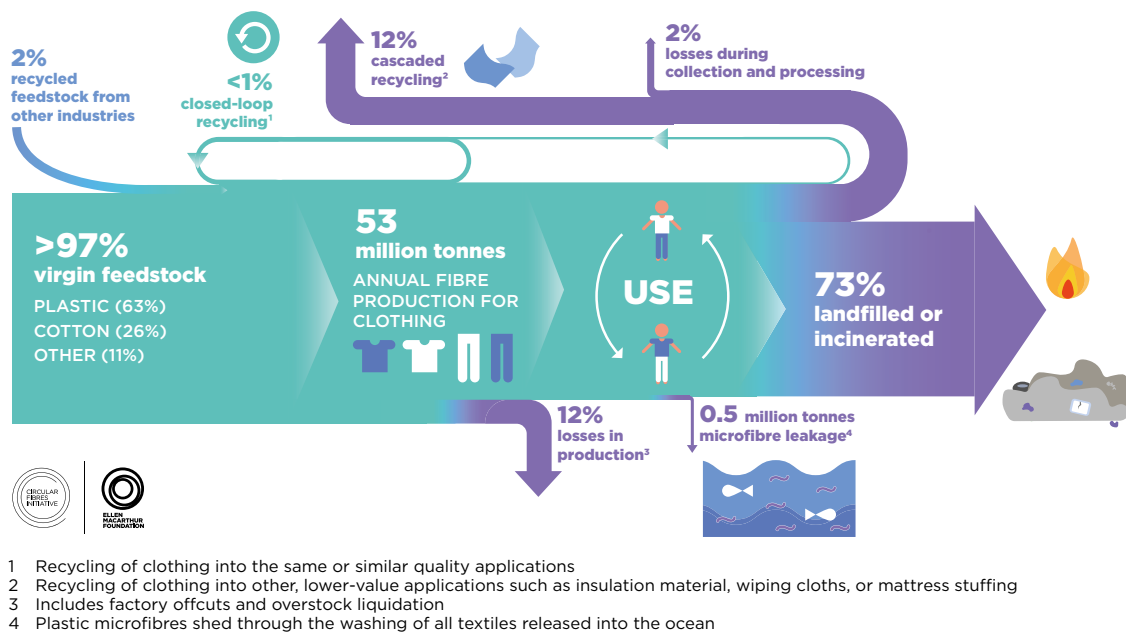 2%
recycled
feedstock from
other industries
<1%
closed-loop
recycling¹
12%
cascaded
recycling²
2%
losses during
collection and processing
>97%
virgin feedstock
PLASTIC (63%)
COTTON (26%)
OTHER (11%)
53
million tonnes
ANNUAL FIBRE
PRODUCTION FOR
CLOTHING
USE
73%
landfilled or
incinerated
12%
losses in
production³
0.5 million tonnes
microfibre leakage⁴
CIRCULAR
FIBRES
INITIATIVE
ELLEN
MACARTHUR
FOUNDATION
1 Recycling of clothing into the same or similar quality applications
2 Recycling of clothing into other, lower-value applications such as insulation material, wiping cloths, or mattress stuffing
3 Includes factory offcuts and overstock liquidation
4 Plastic microfibres shed through the washing of all textiles released into the ocean